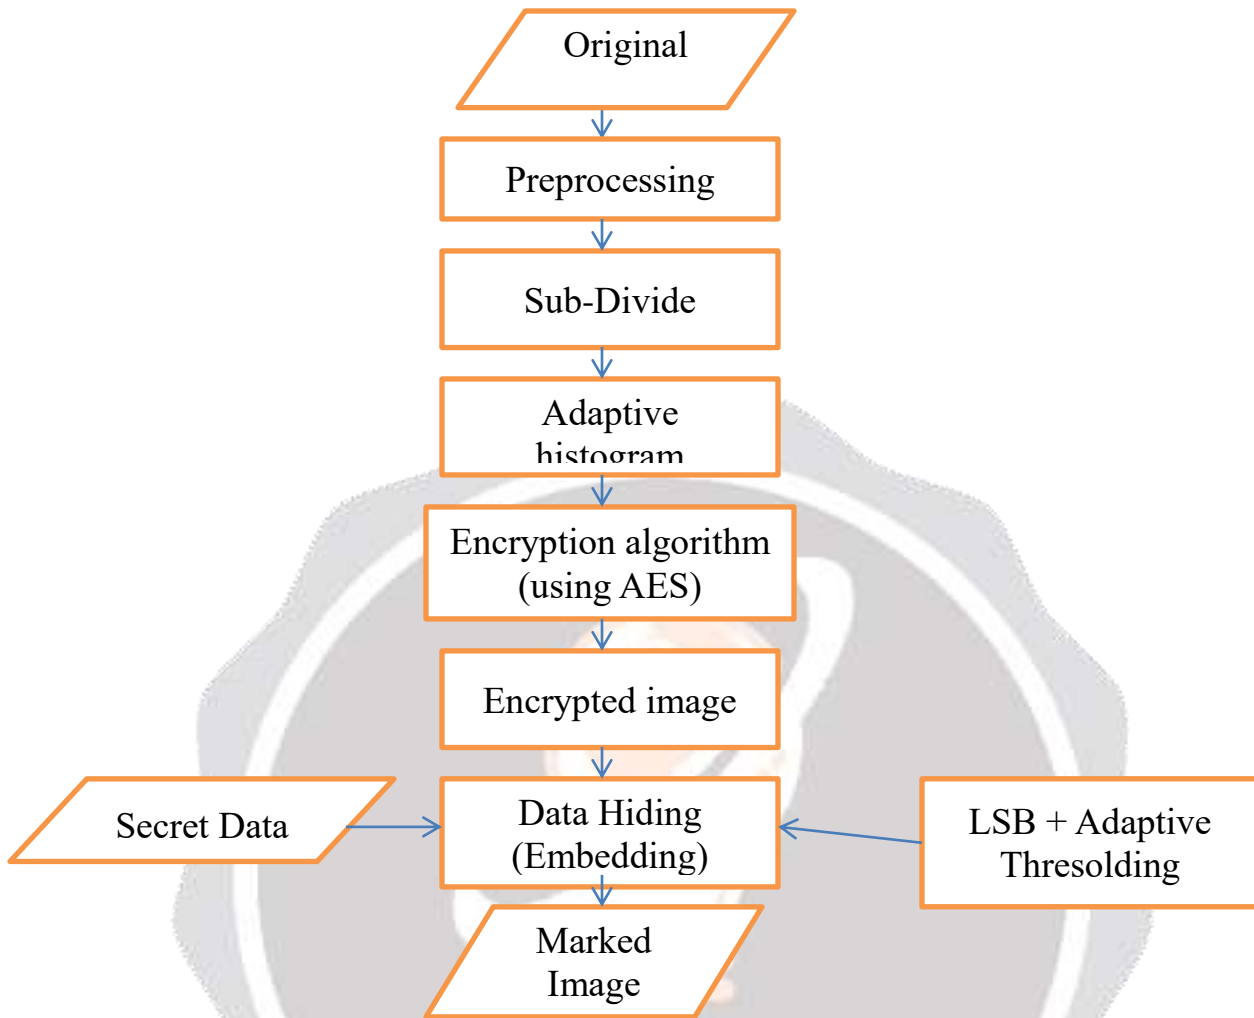 Original
Preprocessing
Sub-Divide
Adaptive
histogram
Encryption algorithm
(using AES)
Encrypted image
Secret Data
Data Hiding
(Embedding)
LSB + Adaptive
Thresolding
Marked
Image